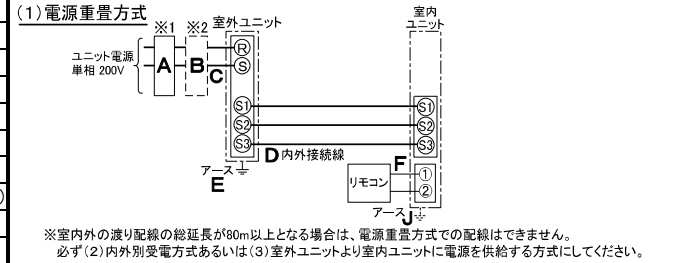 (1)電源重畳方式
※1 ※2 室外ユニット 室内
ユニット
ユニット電源
単相 200V
A B C R S
S1 S1
S2 S2
S3 S3
D 内外接続線
アース
E
リモコン F ① ②
アース J
※室内外の渡り配線の総延長が80m以上となる場合は、電源重畳方式での配線はできません。
必ず(2)内外別受電方式あるいは(3)室外ユニットより室内ユニットに電源を供給する方式にしてください。